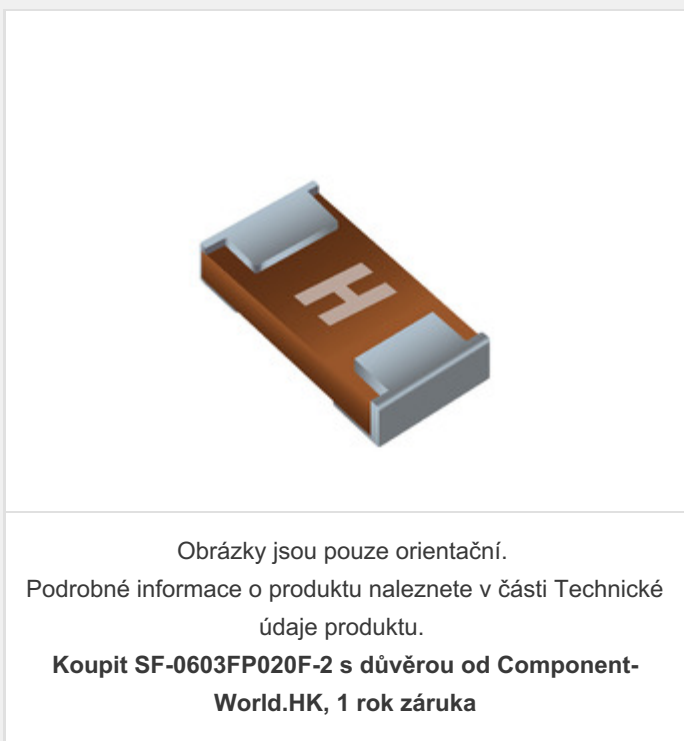 H
Obrázky jsou pouze orientační.
Podrobné informace o produktu naleznete v části Technické
údaje produktu.
Koupit SF-0603FP020F-2 s důvěrou od Component-
World.HK, 1 rok záruka